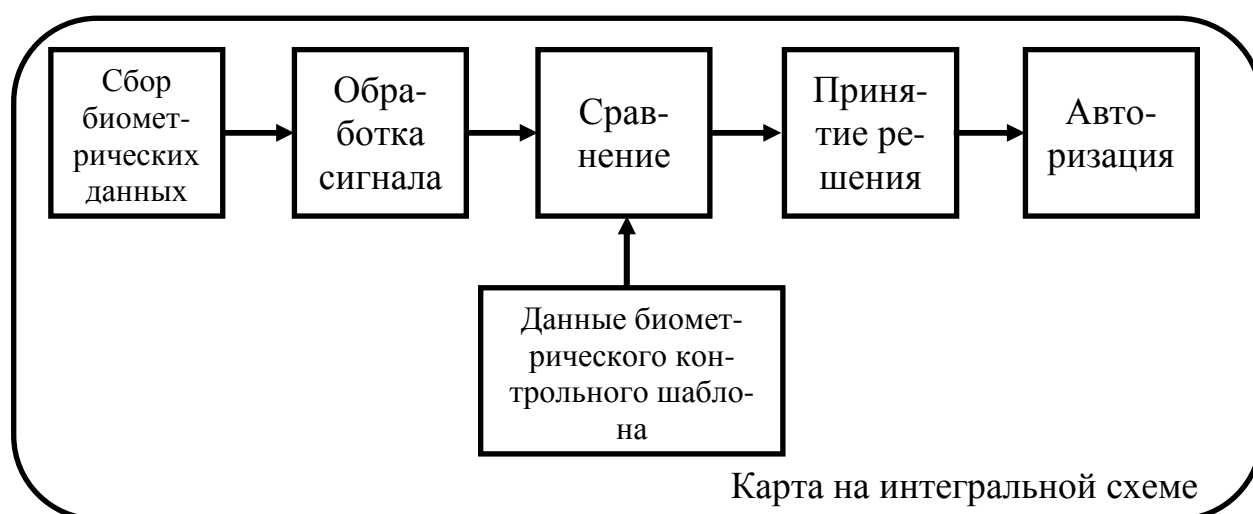 Сбор
биомет-
рических
данных
Обра-
ботка
сигнала
Срав-
нение
Приня-
тие ре-
шения
Авто-
ризация
Данные биомет-
рического кон-
трольного шабло-
на
Карта на интегральной схеме